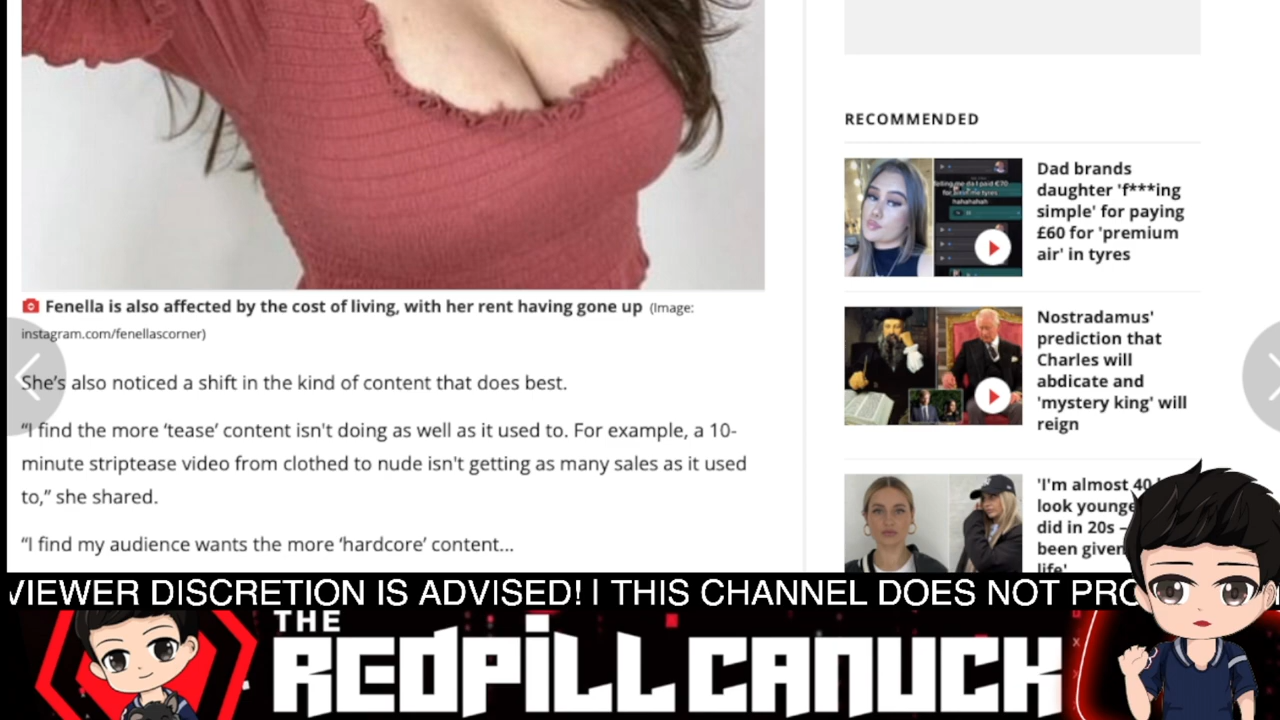 Fenella is also affected by the cost of living, with her rent having gone up (Image:
instagram.com/fenellascorner)
She's also noticed a shift in the kind of content that does best.
“I find the more ‘tease’ content isn't doing as well as it used to. For example, a 10-
minute striptease video from clothed to nude isn't getting as many sales as it used
to,” she shared.
“I find my audience wants the more ‘hardcore’ content...
RECOMMENDED
Dad brands
daughter 'f***ing
simple' for paying
£60 for 'premium
air' in tyres
hahahahah
Nostradamus'
prediction that
Charles will
abdicate and
'mystery king' will
reign
'I'm almost 40
look younge
did in 20s –
been given
life'
VIEWER DISCRETION IS ADVISED! | THIS CHANNEL DOES NOT PRO
THE
REDPILL CANUCK